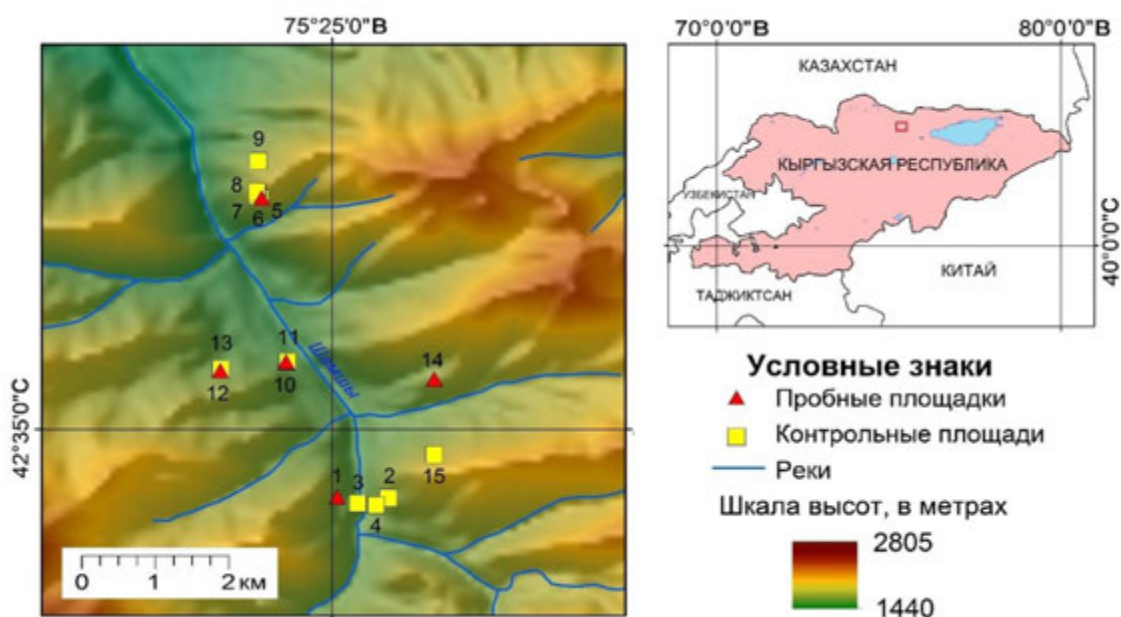 75°25'0"В
9
8
7
6
5
13
11
12
10
14
Шамшы
42°35'0"С
1
3
2
4
15
0 1 2 км
70°0'0"В 80°0'0"В
КАЗАХСТАН
КЫРГЫЗСКАЯ РЕСПУБЛИКА
УЗБЕКИСТАН
КИТАЙ
ТАДЖИКТСАН
40°0'0"С
Условные знаки
Пробные площадки
Контрольные площади
Реки
Шкала высот, в метрах
2805
1440